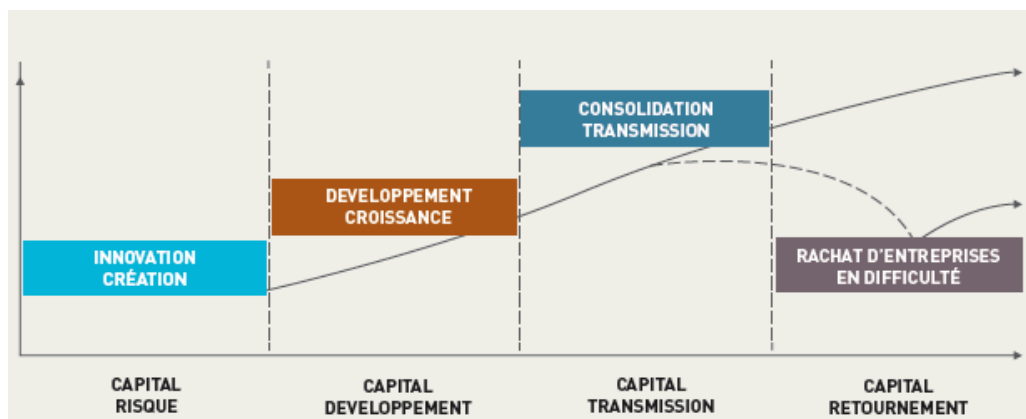 CONSOLIDATION
TRANSMISSION
DEVELOPPEMENT
CROISSANCE
INNOVATION
CRÉATION
RACHAT D'ENTREPRISES
EN DIFFICULTÉ
CAPITAL
RISQUE
CAPITAL
DEVELOPPEMENT
CAPITAL
TRANSMISSION
CAPITAL
RETOURNEMENT